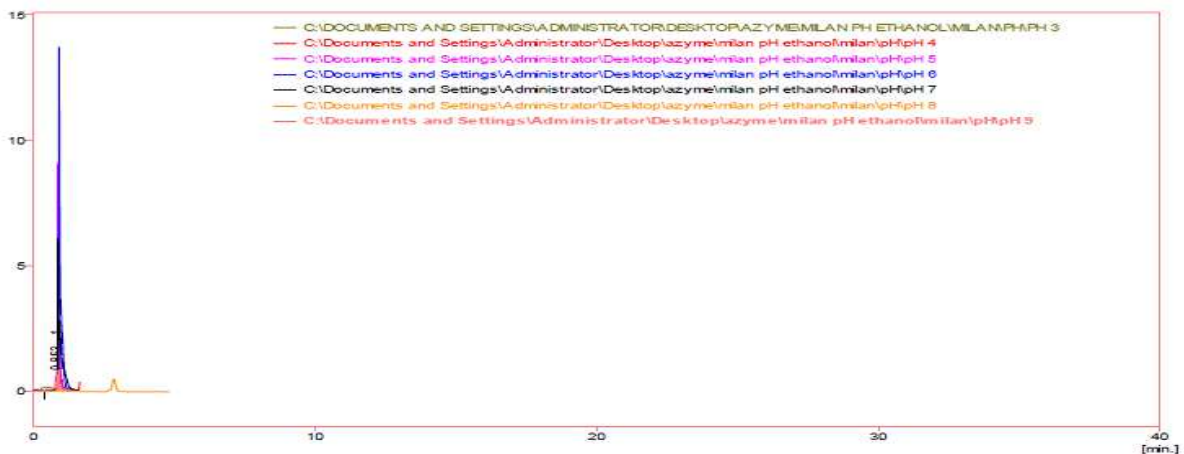 15
C:\DOCUMENTS AND SETTINGS\ADMINISTRATOR\DESKTOP\AZYME\MILAN PH ETHANOL\MILAN\PH\PH 3
C:\Documents and Settings\Administrator\Desktop\azyme\milan pH ethanol\milan\pH\pH 4
C:\Documents and Settings\Administrator\Desktop\azyme\milan pH ethanol\milan\pH\pH 5
C:\Documents and Settings\Administrator\Desktop\azyme\milan pH ethanol\milan\pH\pH 6
C:\Documents and Settings\Administrator\Desktop\azyme\milan pH ethanol\milan\pH\pH 7
C:\Documents and Settings\Administrator\Desktop\azyme\milan pH ethanol\milan\pH\pH 8
C:\Documents and Settings\Administrator\Desktop\azyme\milan pH ethanol\milan\pH\pH 9
10
5
0
0 10 20 30 40
[min.]